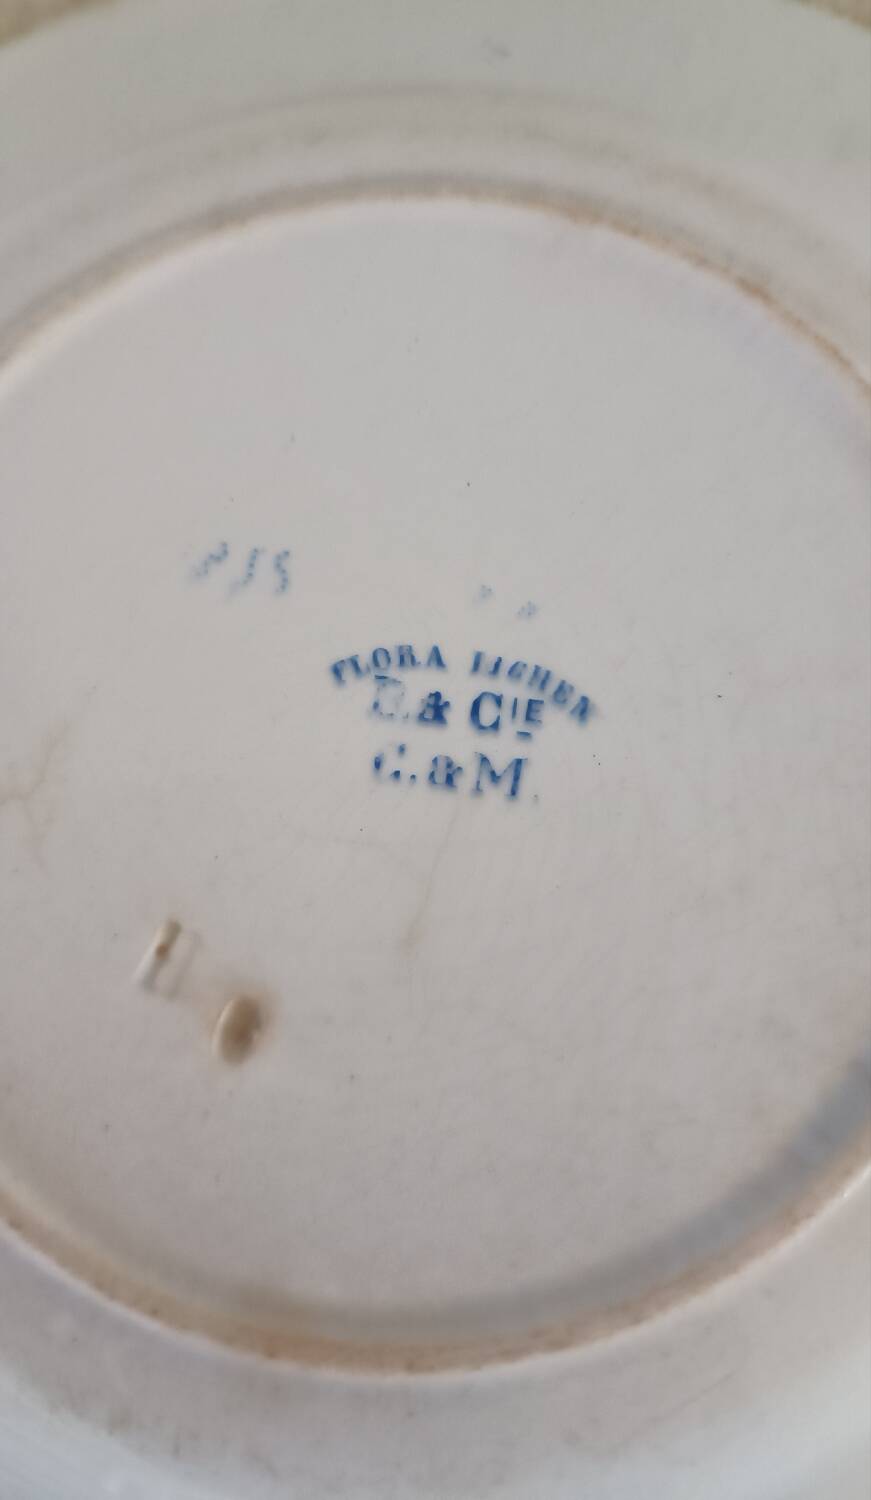 FLORA LICHEN
B. & CIE
C. & M.